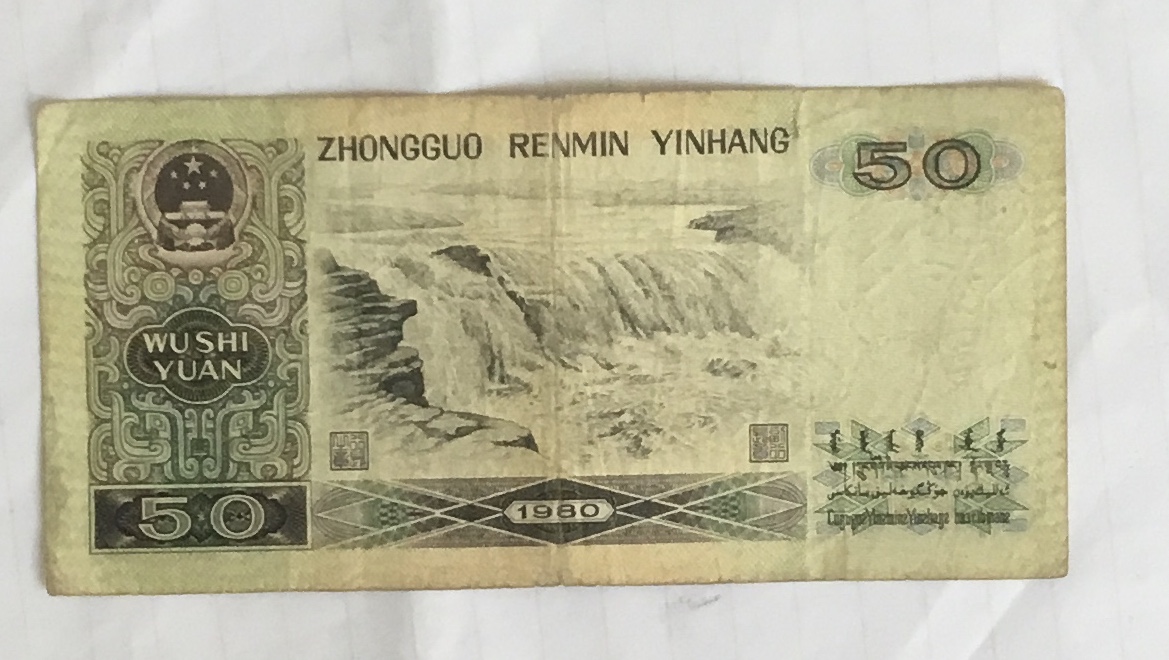 ZHONGGUO RENMIN YINHANG
50
WU SHI
YUAN
50
1980